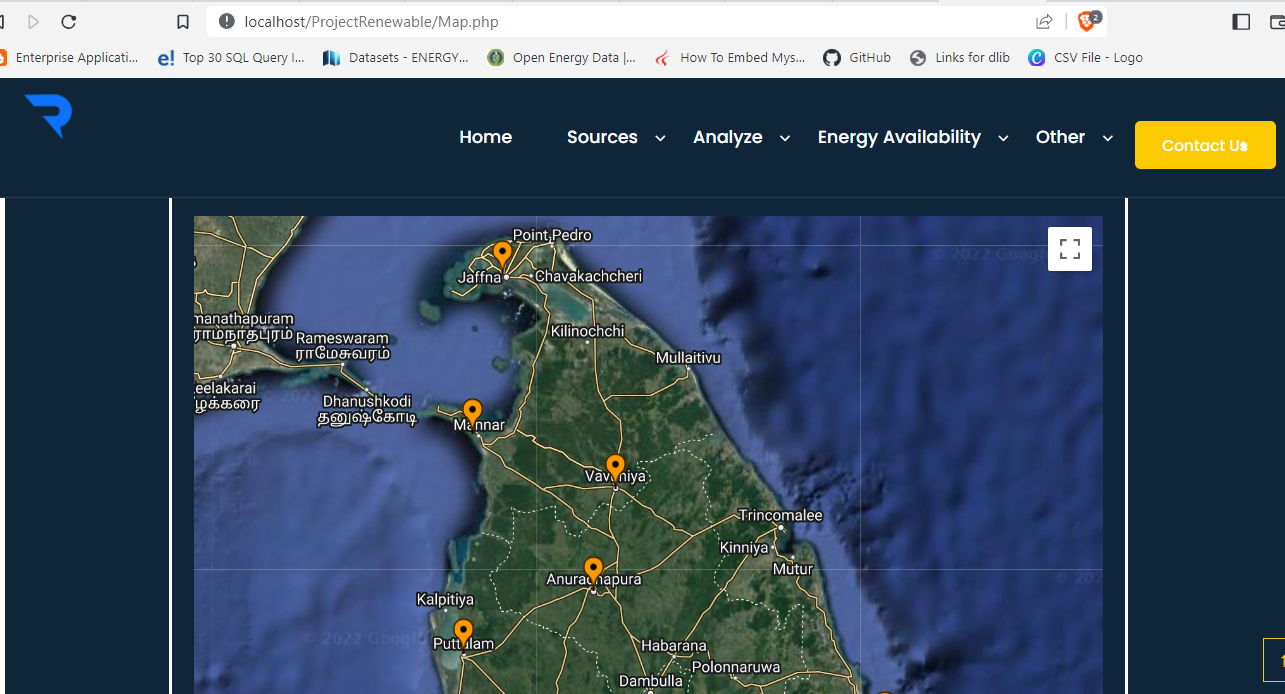 localhost/ProjectRenewable/Map.php
2
Enterprise Applicati...
Top 30 SQL Query I...
Datasets - ENERGY...
Open Energy Data |...
How To Embed Mys...
GitHub
Links for dlib
CSV File - Logo
Home
Sources
Analyze
Energy Availability
Other
Contact Us
Point Pedro
© 2022 Google
Jaffna
Chavakachcheri
manathapuram
ராமநாதபுரம்
Kilinochchi
Rameswaram
ராமேசுவரம்
Mullaitivu
eelakarai
ழக்கரை
Dhanushkodi
தனுஷ்கோடி
Mannar
Vavuniya
Trincomalee
Kinniya
Mutur
Anuradhapura
© 202
Kalpitiya
© 2022 Google
Puttalam
Habarana
Polonnaruwa
Dambulla